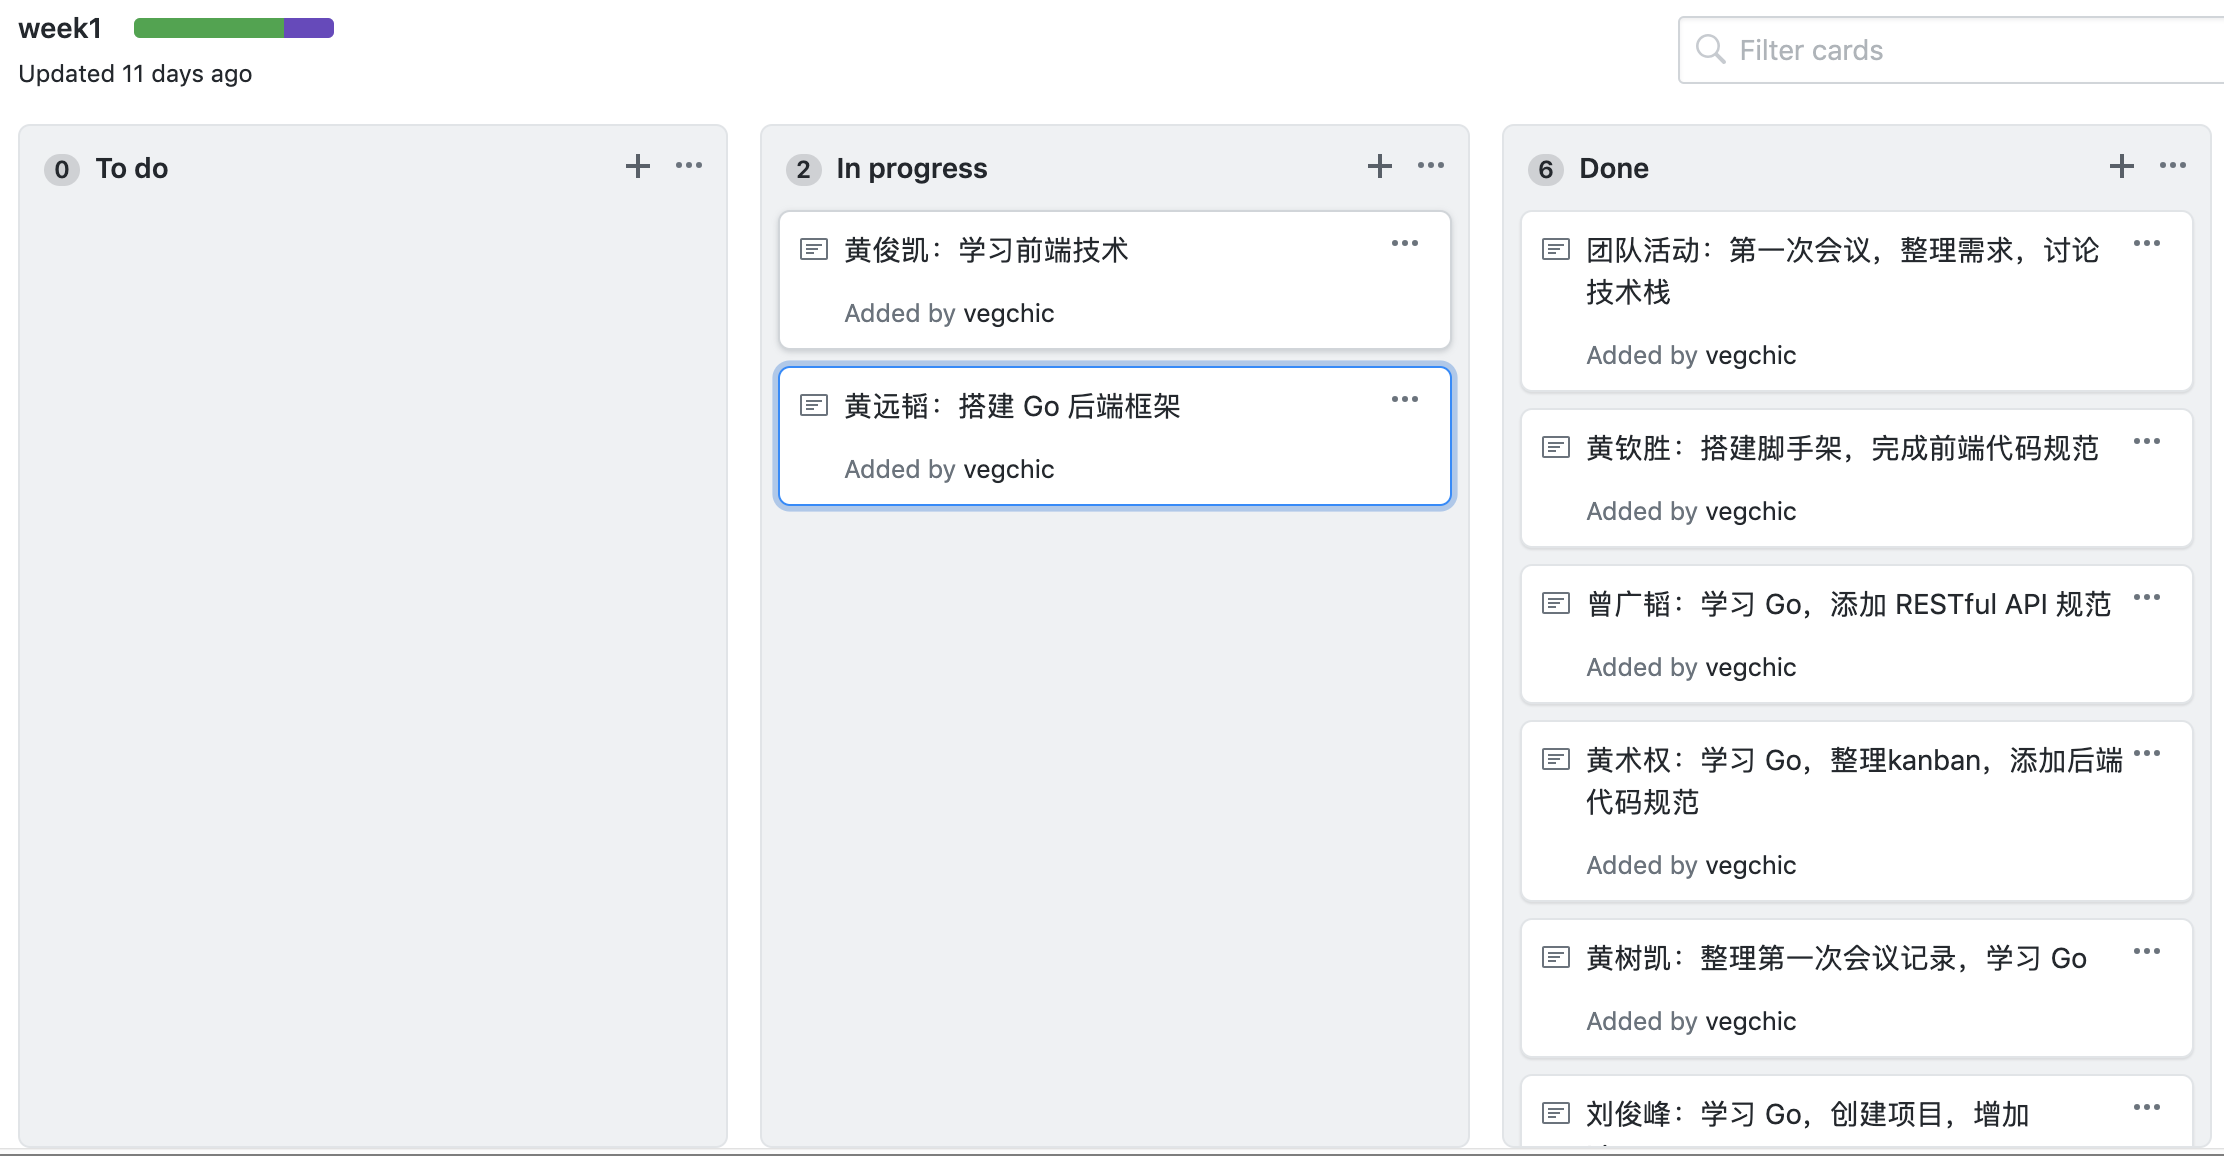 week1
Updated 11 days ago
Filter cards
0 To do
2 In progress
黄俊凯：学习前端技术
Added by vegchic
黄远韬：搭建 Go 后端框架
Added by vegchic
6 Done
团队活动：第一次会议，整理需求，讨论
技术栈
Added by vegchic
黄钦胜：搭建脚手架，完成前端代码规范
Added by vegchic
曾广韬：学习 Go，添加 RESTful API 规范
Added by vegchic
黄术权：学习 Go，整理kanban，添加后端
代码规范
Added by vegchic
黄树凯：整理第一次会议记录，学习 Go
Added by vegchic
刘俊峰：学习 Go，创建项目，增加